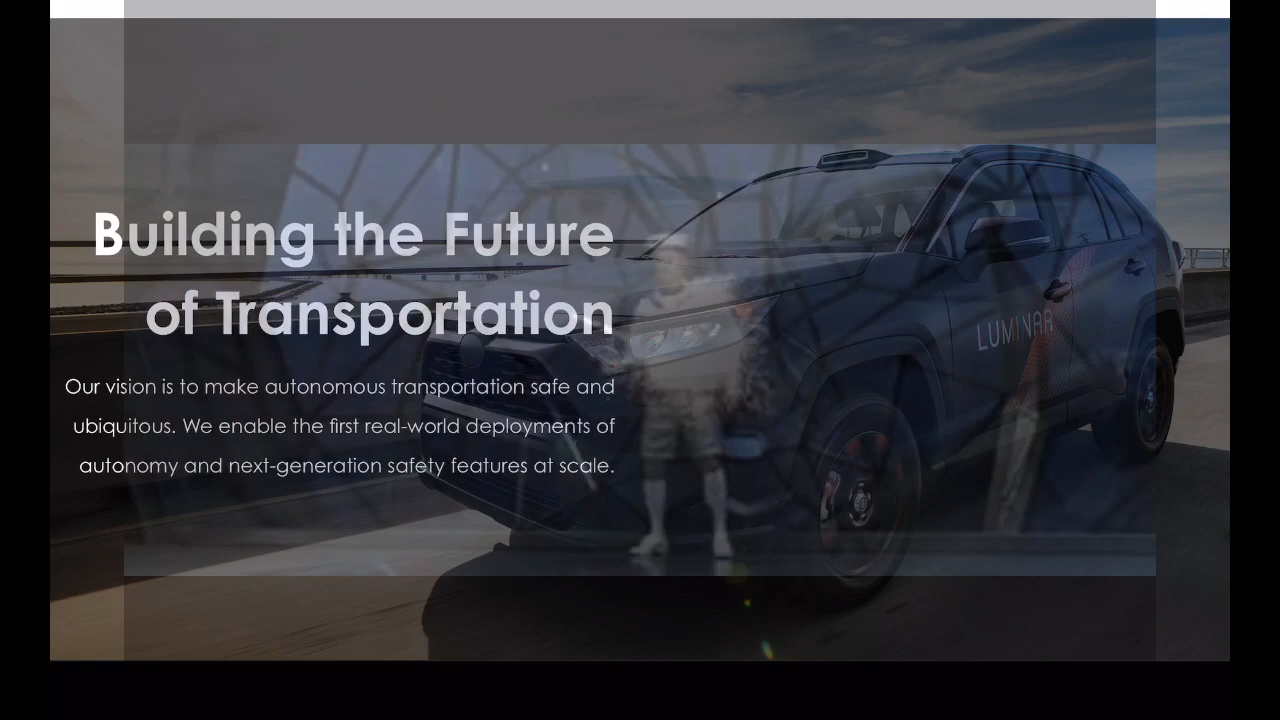 Building the Future
of Transportation
Our vision is to make autonomous transportation safe and
ubiquitous. We enable the first real-world deployments of
autonomy and next-generation safety features at scale.
LUMINAR